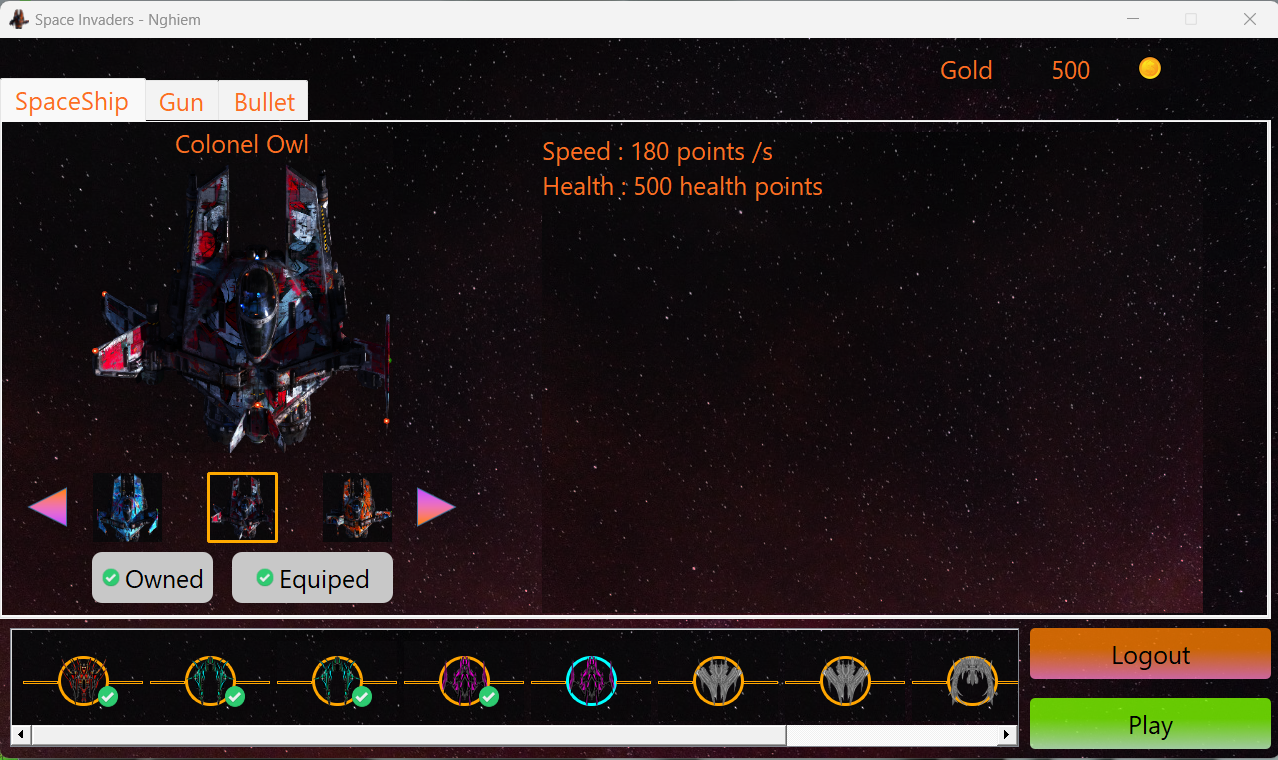 Space Invaders - Nghiem
Gold 500
SpaceShip Gun Bullet
Colonel Owl
Speed : 180 points /s
Health : 500 health points
Owned Equiped
Logout
Play